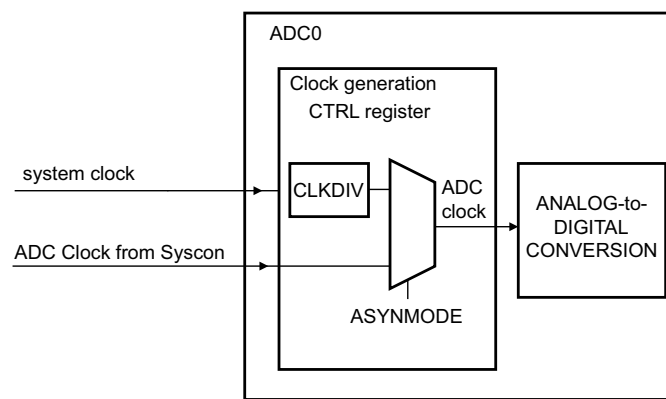 ADC0
Clock generation
CTRL register
system clock
CLKDIV
ADC
clock
ANALOG-to-
DIGITAL
CONVERSION
ADC Clock from Syscon
ASYNMODE